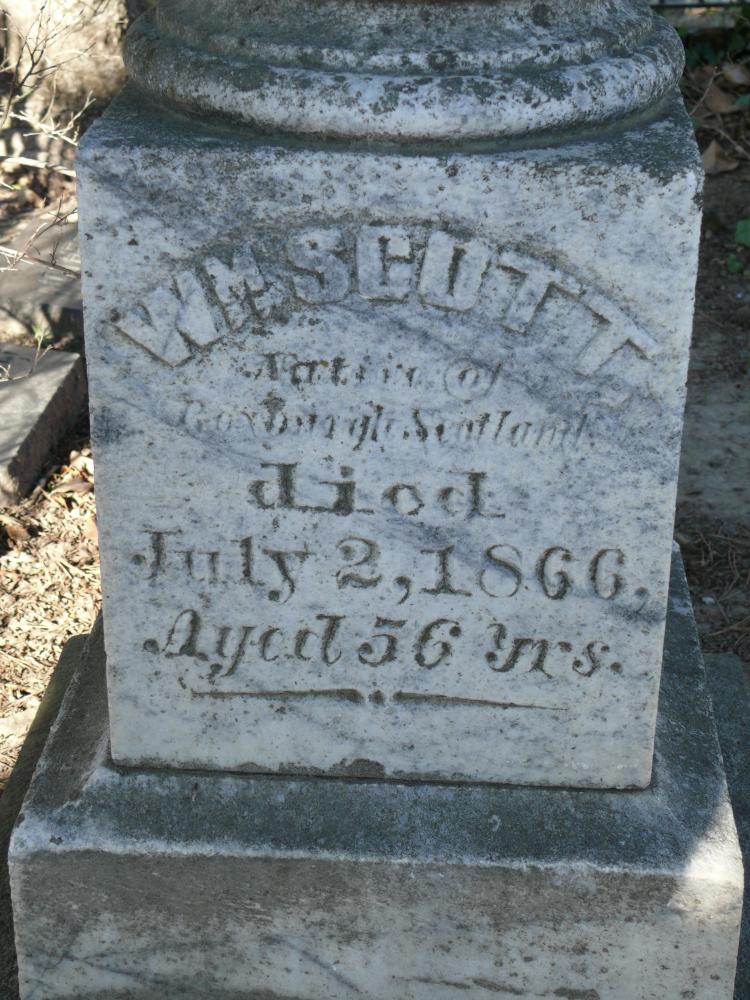 WM SCOTT.
Native of
Roxburgh Scotland.
died
July 2, 1866,
Aged 56 Yrs.